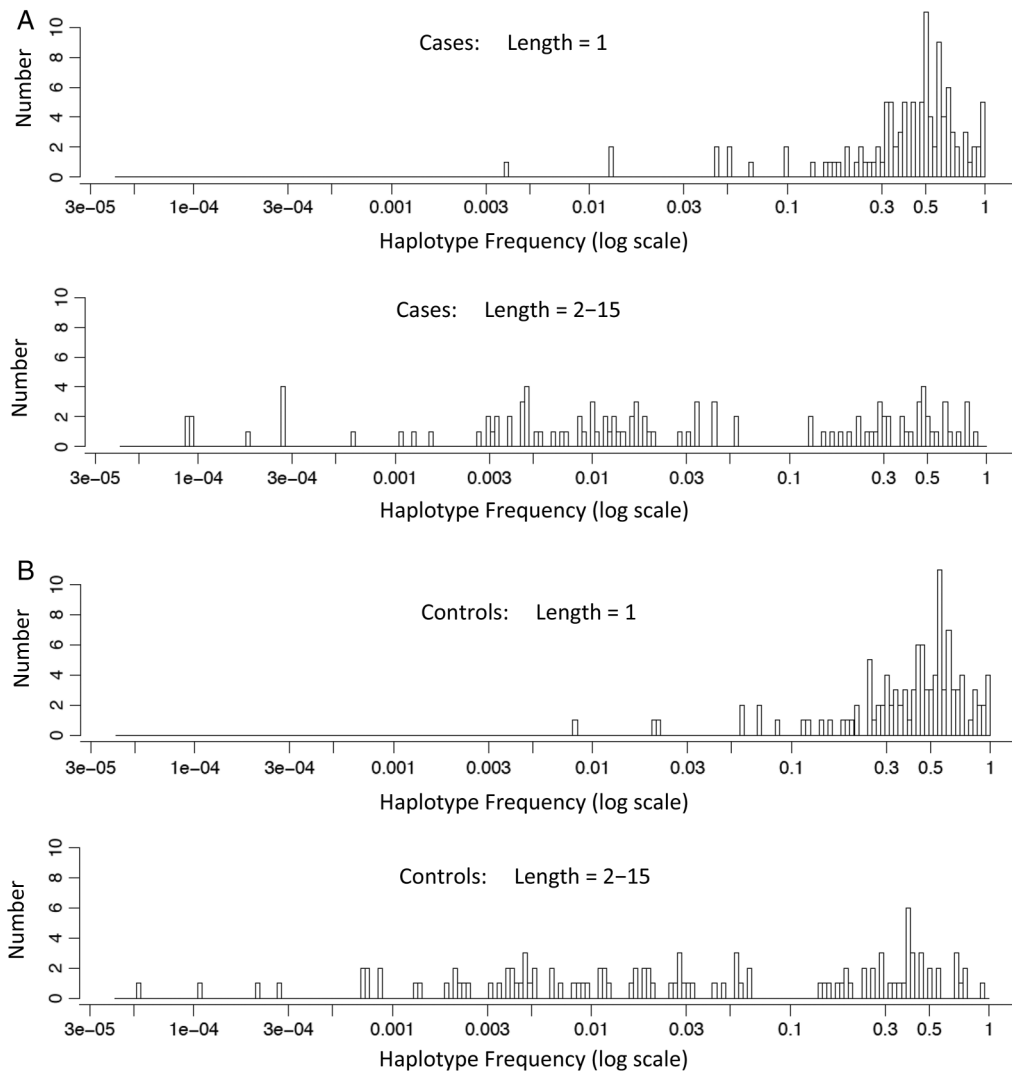 A
Cases: Length = 1
Number
0 2 4 6 8 10
3e−05 1e−04 3e−04 0.001 0.003 0.01 0.03 0.1 0.3 0.5 1
Haplotype Frequency (log scale)
Cases: Length = 2−15
Number
0 2 4 6 8 10
3e−05 1e−04 3e−04 0.001 0.003 0.01 0.03 0.1 0.3 0.5 1
Haplotype Frequency (log scale)
B
Controls: Length = 1
Number
0 2 4 6 8 10
3e−05 1e−04 3e−04 0.001 0.003 0.01 0.03 0.1 0.3 0.5 1
Haplotype Frequency (log scale)
Controls: Length = 2−15
Number
0 2 4 6 8 10
3e−05 1e−04 3e−04 0.001 0.003 0.01 0.03 0.1 0.3 0.5 1
Haplotype Frequency (log scale)